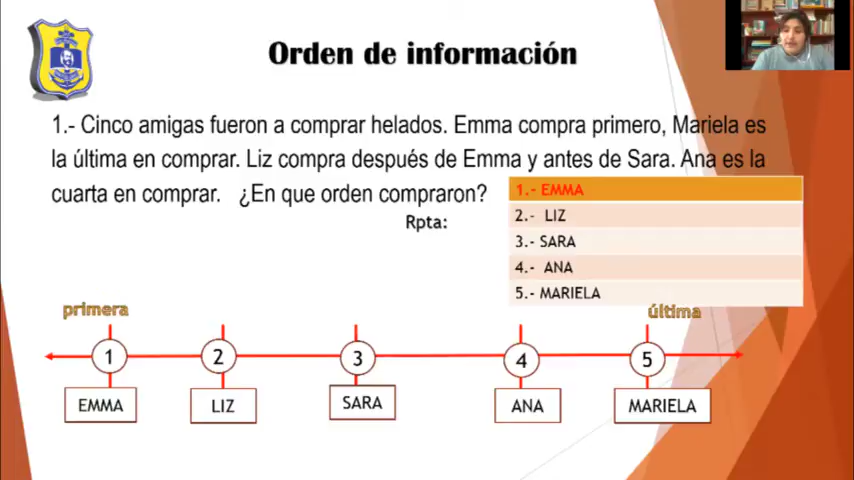 Orden de información
1.- Cinco amigas fueron a comprar helados. Emma compra primero, Mariela es
la última en comprar. Liz compra después de Emma y antes de Sara. Ana es la
cuarta en comprar. ¿En que orden compraron?
Rpta:
1.- EMMA
2.- LIZ
3.- SARA
4.- ANA
5.- MARIELA
primera
última
1
2
3
4
5
EMMA
LIZ
SARA
ANA
MARIELA